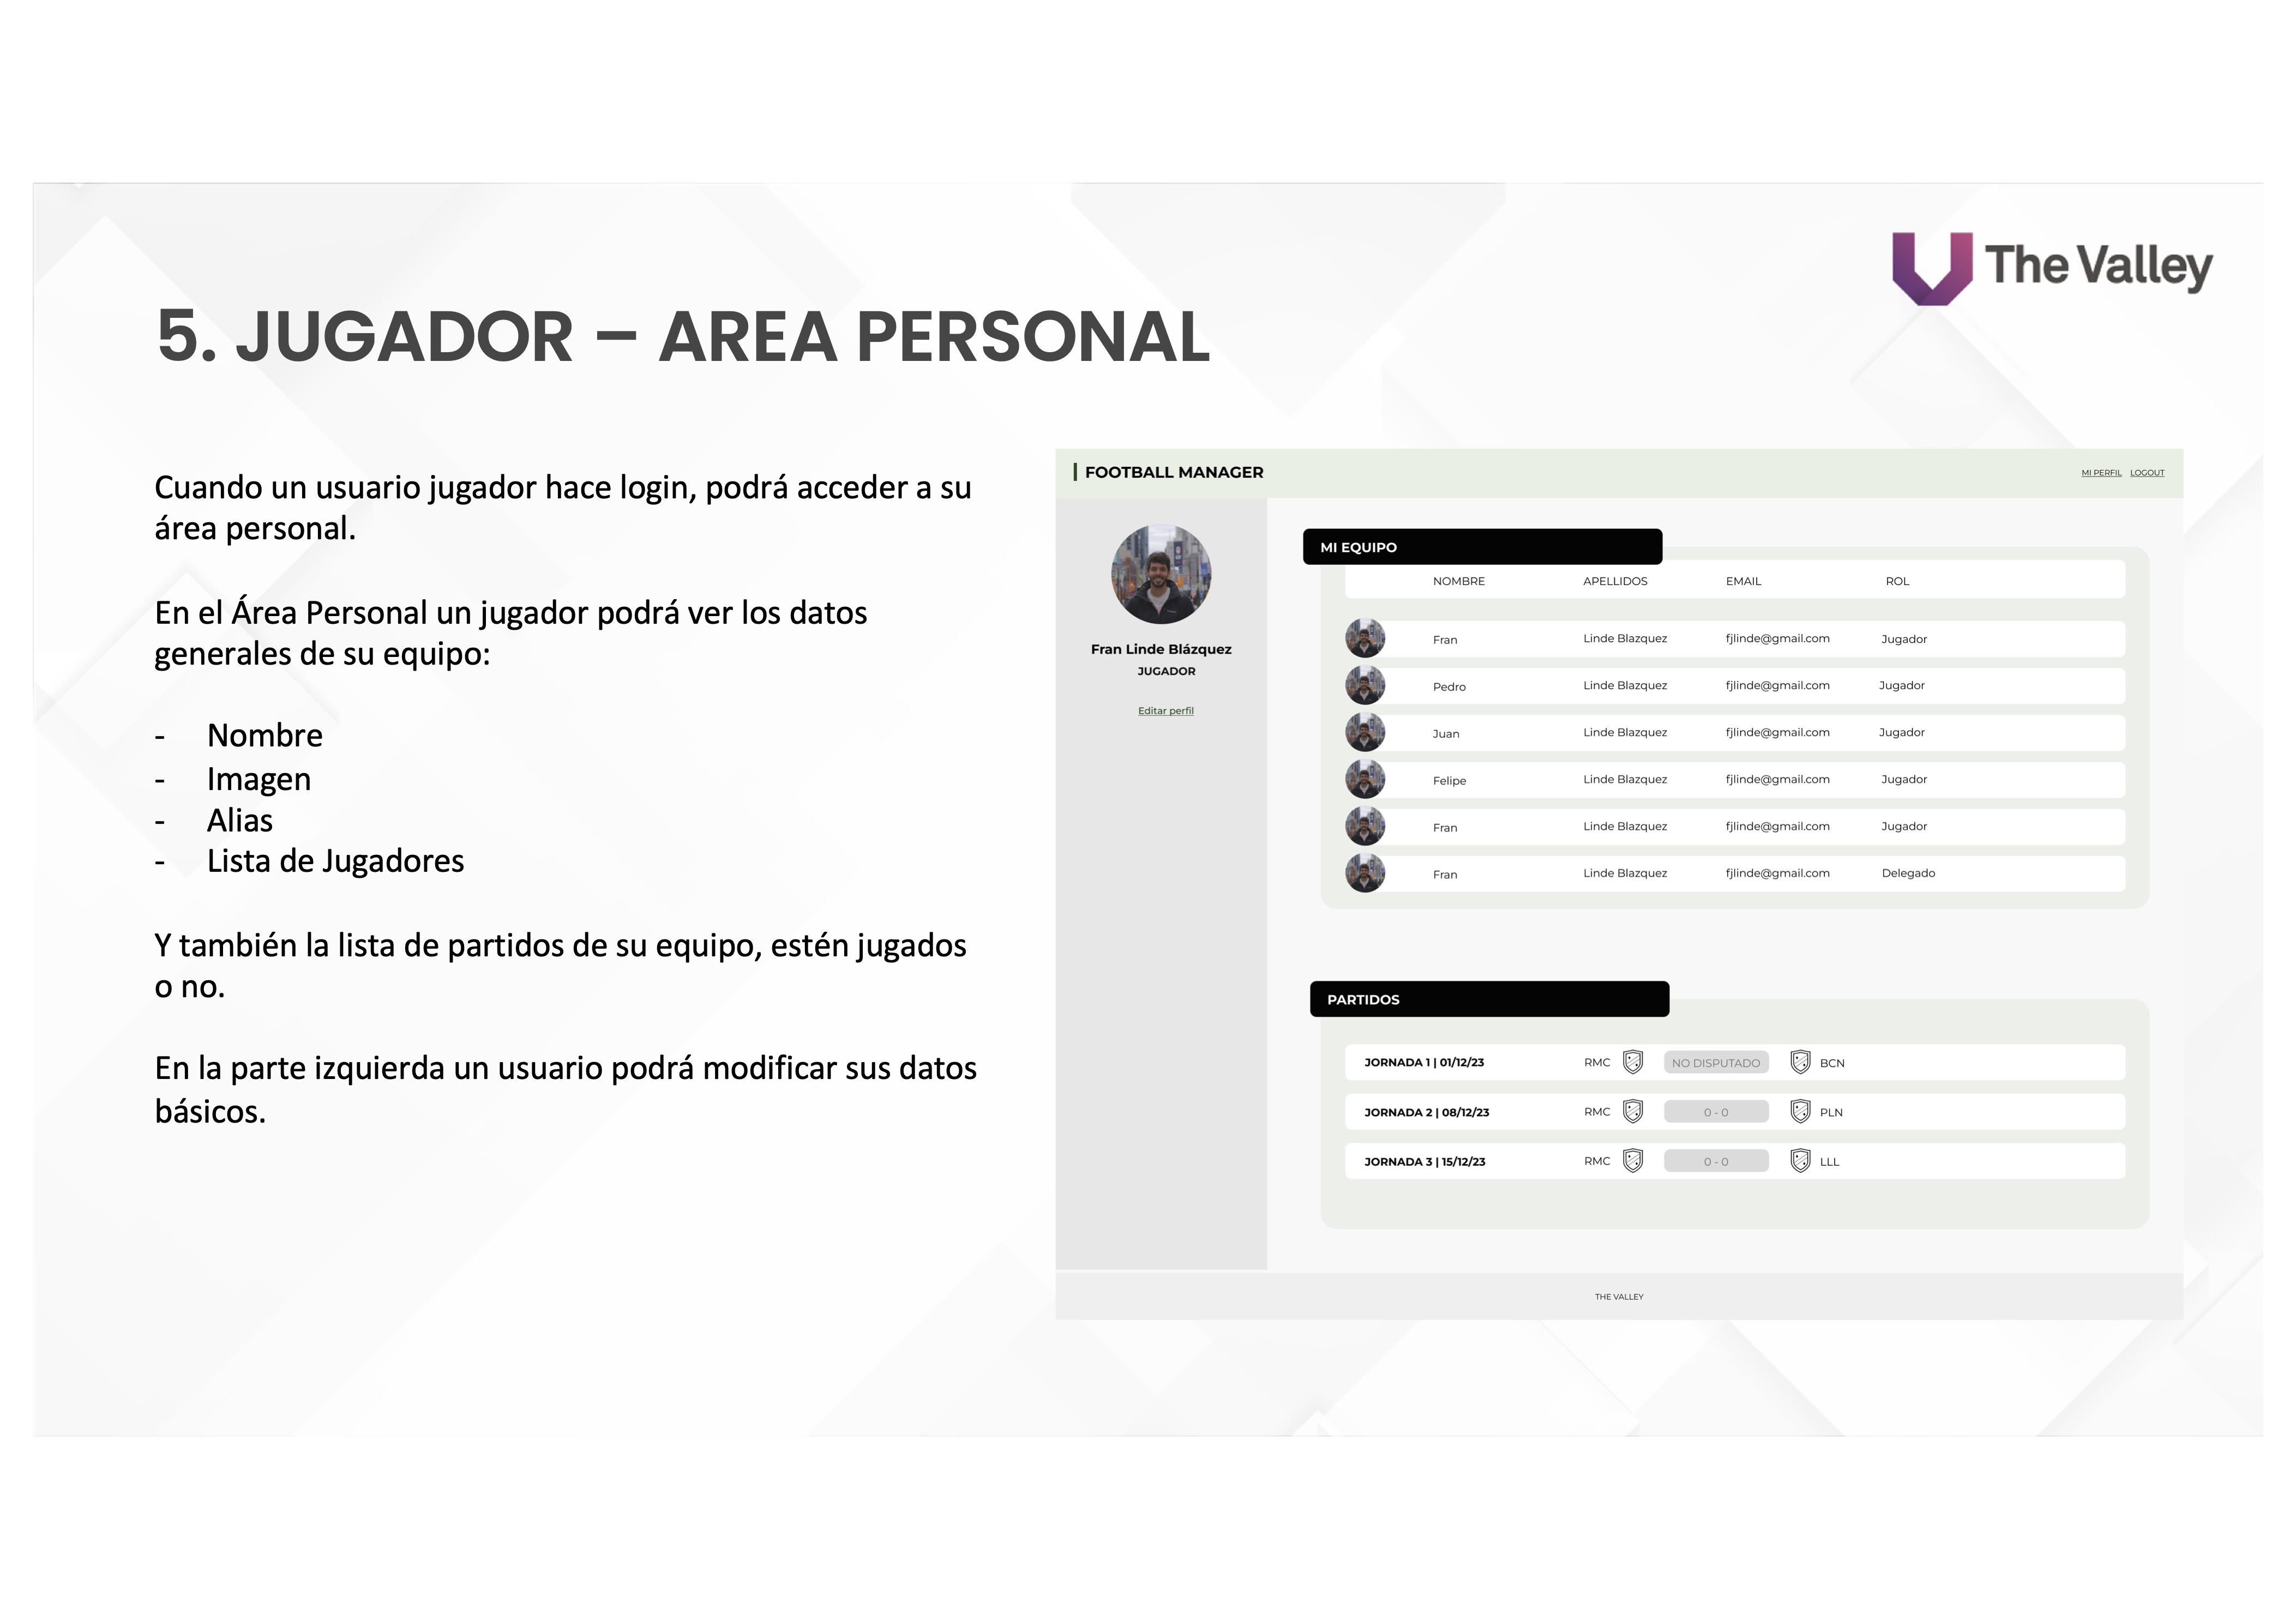 The Valley
5. JUGADOR – AREA PERSONAL
Cuando un usuario jugador hace login, podrá acceder a su
área personal.
En el Área Personal un jugador podrá ver los datos
generales de su equipo:
- Nombre
- Imagen
- Alias
- Lista de Jugadores
Y también la lista de partidos de su equipo, estén jugados
o no.
En la parte izquierda un usuario podrá modificar sus datos
básicos.
FOOTBALL MANAGER
MI PERFIL LOGOUT
Fran Linde Blázquez
JUGADOR
Editar perfil
MI EQUIPO
NOMBRE APELLIDOS EMAIL ROL
Fran Linde Blazquez fjlinde@gmail.com Jugador
Pedro Linde Blazquez fjlinde@gmail.com Jugador
Juan Linde Blazquez fjlinde@gmail.com Jugador
Felipe Linde Blazquez fjlinde@gmail.com Jugador
Fran Linde Blazquez fjlinde@gmail.com Jugador
Fran Linde Blazquez fjlinde@gmail.com Delegado
PARTIDOS
JORNADA 1 | 01/12/23 RMC NO DISPUTADO BCN
JORNADA 2 | 08/12/23 RMC 0 - 0 PLN
JORNADA 3 | 15/12/23 RMC 0 - 0 LLL
THE VALLEY